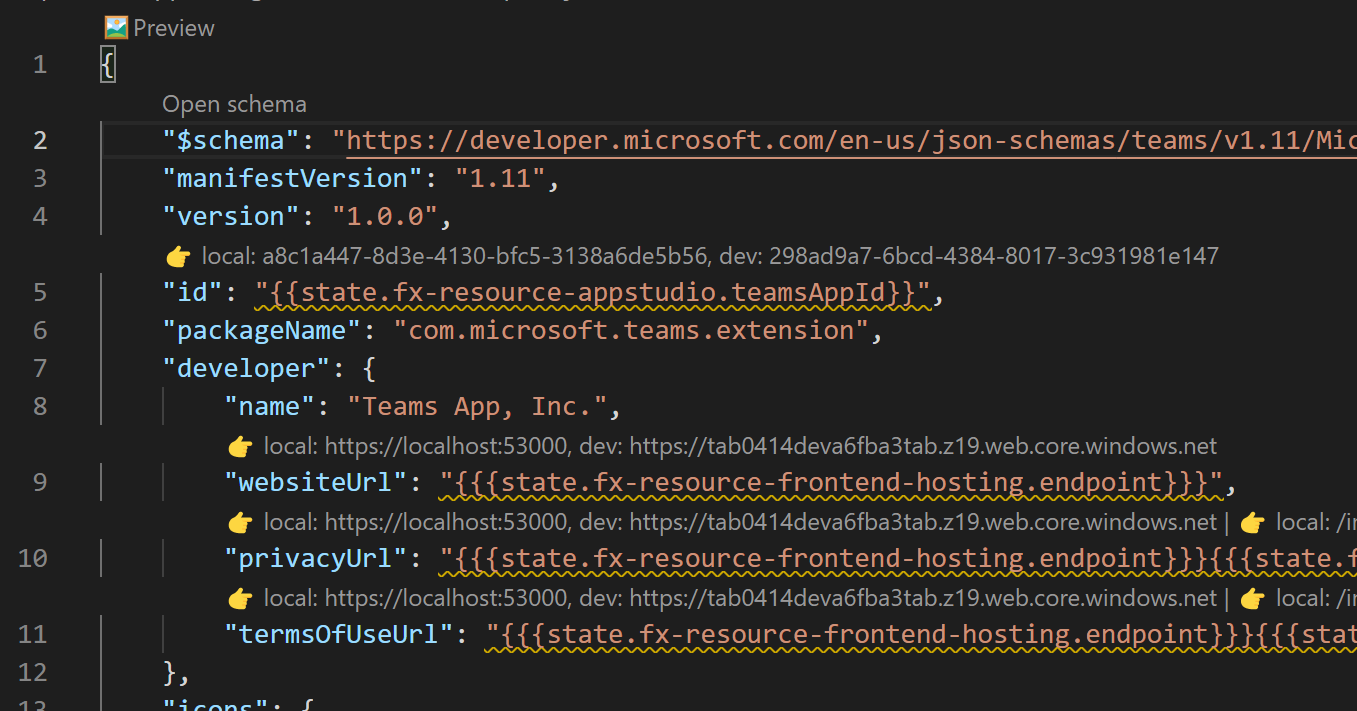 Preview
1 {
Open schema
2 "$schema": "https://developer.microsoft.com/en-us/json-schemas/teams/v1.11/Mic
3 "manifestVersion": "1.11",
4 "version": "1.0.0",
👉 local: a8c1a447-8d3e-4130-bfc5-3138a6de5b56, dev: 298ad9a7-6bcd-4384-8017-3c931981e147
5 "id": "{{state.fx-resource-appstudio.teamsAppId}}",
6 "packageName": "com.microsoft.teams.extension",
7 "developer": {
8 "name": "Teams App, Inc.",
👉 local: https://localhost:53000, dev: https://tab0414deva6fba3tab.z19.web.core.windows.net
9 "websiteUrl": "{{{state.fx-resource-frontend-hosting.endpoint}}}",
👉 local: https://localhost:53000, dev: https://tab0414deva6fba3tab.z19.web.core.windows.net | 👉 local: /i
10 "privacyUrl": "{{{state.fx-resource-frontend-hosting.endpoint}}}{{{state.f
👉 local: https://localhost:53000, dev: https://tab0414deva6fba3tab.z19.web.core.windows.net | 👉 local: /i
11 "termsOfUseUrl": "{{{state.fx-resource-frontend-hosting.endpoint}}}{{{stat
12 },
13 "icons": {